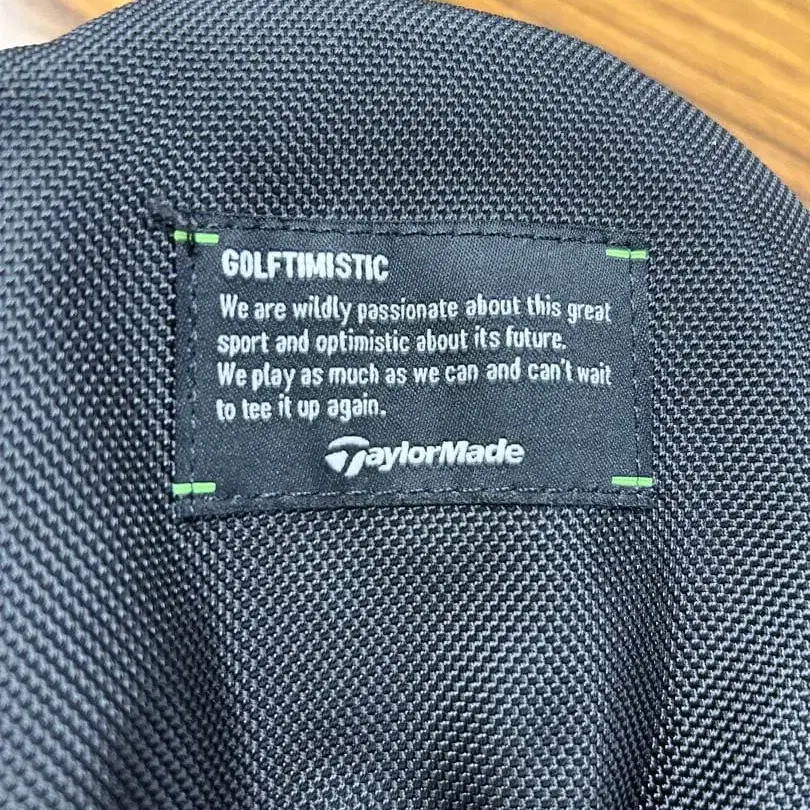 GOLFTIMISTIC
We are wildly passionate about this great
sport and optimistic about its future.
We play as much as we can and can't wait
to tee it up again.
TaylorMade